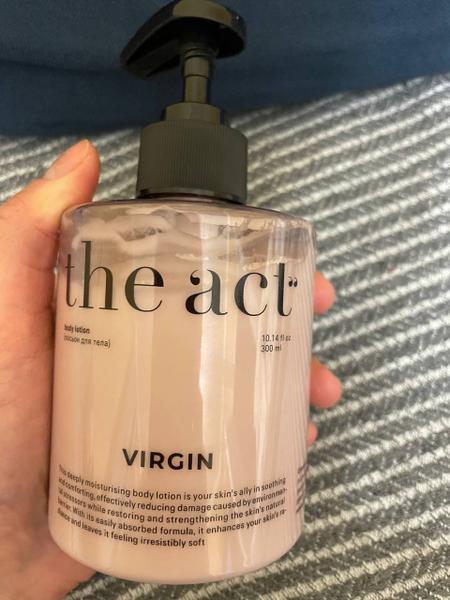 the act
body lotion
(лосьон для тела)
10.14 fl oz
300 ml
VIRGIN
This deeply moisturising body lotion is your skin's ally in soothing
and comforting, effectively reducing damage caused by environmen-
tal stressors while restoring and strengthening the skin's natural
barrier. With its easily absorbed formula, it enhances your skin's
and leaves it feeling irresistibly soft